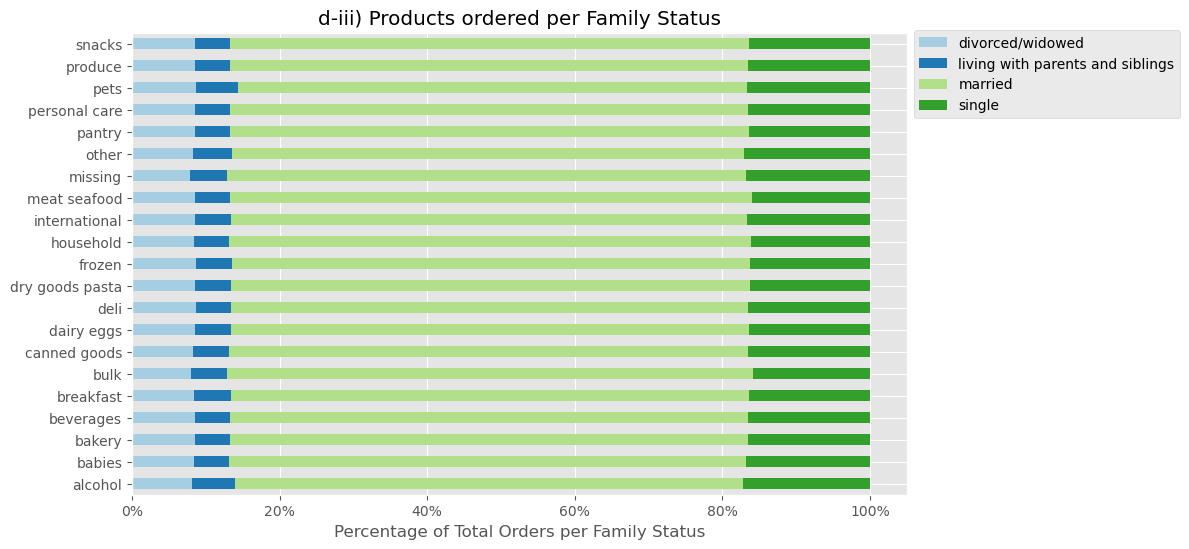 d-iii) Products ordered per Family Status
snacks
produce
pets
personal care
pantry
other
missing
meat seafood
international
household
frozen
dry goods pasta
deli
dairy eggs
canned goods
bulk
breakfast
beverages
bakery
babies
alcohol
0% 20% 40% 60% 80% 100%
Percentage of Total Orders per Family Status
divorced/widowed
living with parents and siblings
married
single